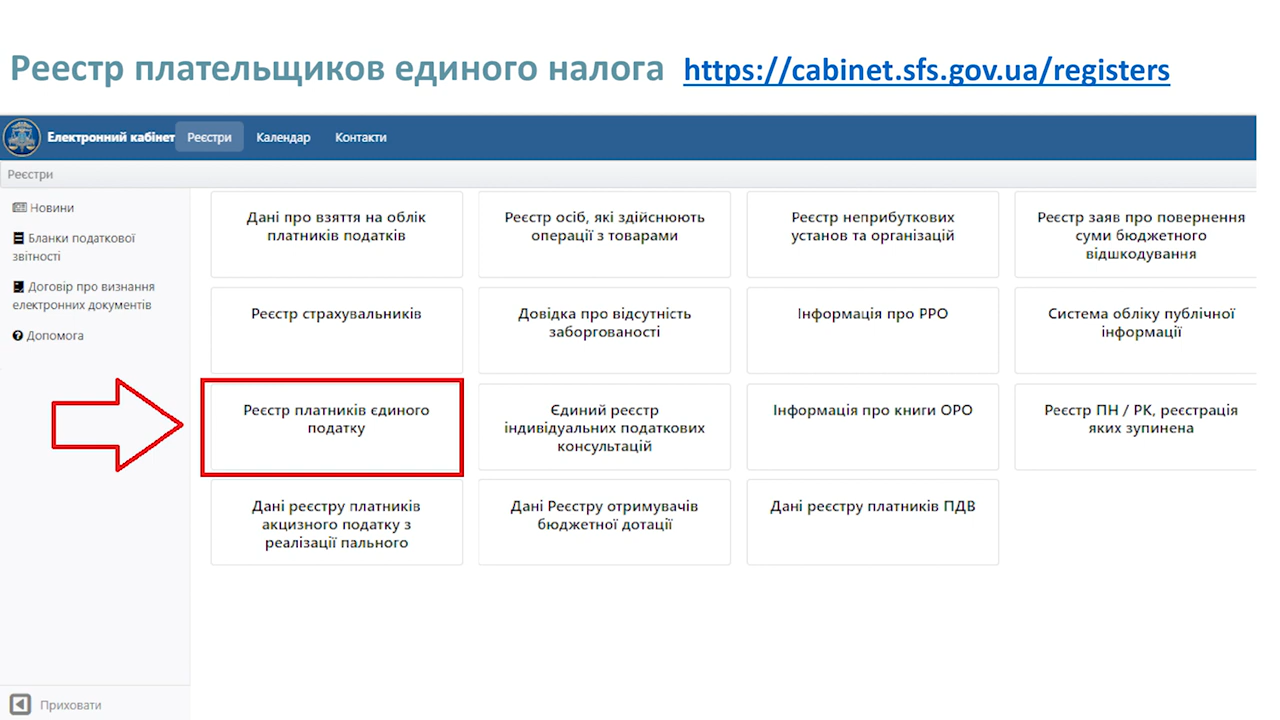 Реестр плательщиков единого налога https://cabinet.sfs.gov.ua/registers
Електронний кабінет Реєстри Календар Контакти
Реєстри
Новини
Бланки податкової
звітності
Договір про визнання
електронних документів
Допомога
Дані про взяття на облік
платників податків
Реєстр осіб, які здійснюють
операції з товарами
Реєстр неприбуткових
установ та організацій
Реєстр заяв про повернення
суми бюджетного
відшкодування
Реєстр страхувальників
Довідка про відсутність
заборгованості
Інформація про РРО
Система обліку публічної
інформації
Реєстр платників єдиного
податку
Єдиний реєстр
індивідуальних податкових
консультацій
Інформація про книги ОРО
Реєстр ПН / РК, реєстрація
яких зупинена
Дані реєстру платників
акцизного податку з
реалізації пального
Дані Реєстру отримувачів
бюджетної дотації
Дані реєстру платників ПДВ
Приховати